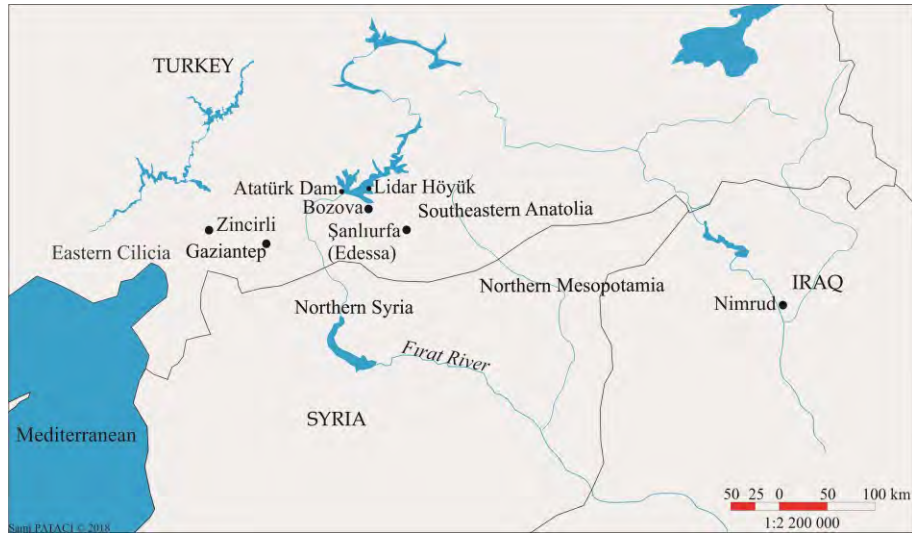 TURKEY
Atatürk Dam
Lidar Höyük
Bozova
Southeastern Anatolia
Zincirli
Şanlıurfa
(Edessa)
Gaziantep
Eastern Cilicia
Northern Mesopotamia
IRAQ
Nimrud
Northern Syria
Fırat River
SYRIA
Mediterranean
50 25 0 50 100 km
1:2 200 000
Sami PATACI © 2018